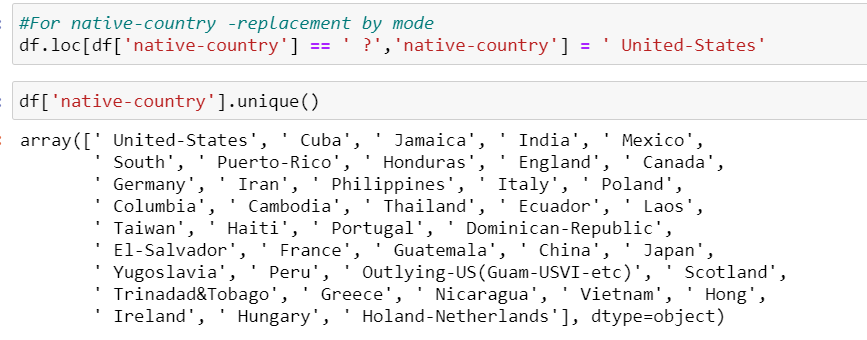 #For native-country -replacement by mode
df.loc[df['native-country'] == ' ?','native-country'] = ' United-States'
df['native-country'].unique()
array([' United-States', ' Cuba', ' Jamaica', ' India', ' Mexico',
' South', ' Puerto-Rico', ' Honduras', ' England', ' Canada',
' Germany', ' Iran', ' Philippines', ' Italy', ' Poland',
' Columbia', ' Cambodia', ' Thailand', ' Ecuador', ' Laos',
' Taiwan', ' Haiti', ' Portugal', ' Dominican-Republic',
' El-Salvador', ' France', ' Guatemala', ' China', ' Japan',
' Yugoslavia', ' Peru', ' Outlying-US(Guam-USVI-etc)', ' Scotland',
' Trinadad&Tobago', ' Greece', ' Nicaragua', ' Vietnam', ' Hong',
' Ireland', ' Hungary', ' Holand-Netherlands'], dtype=object)